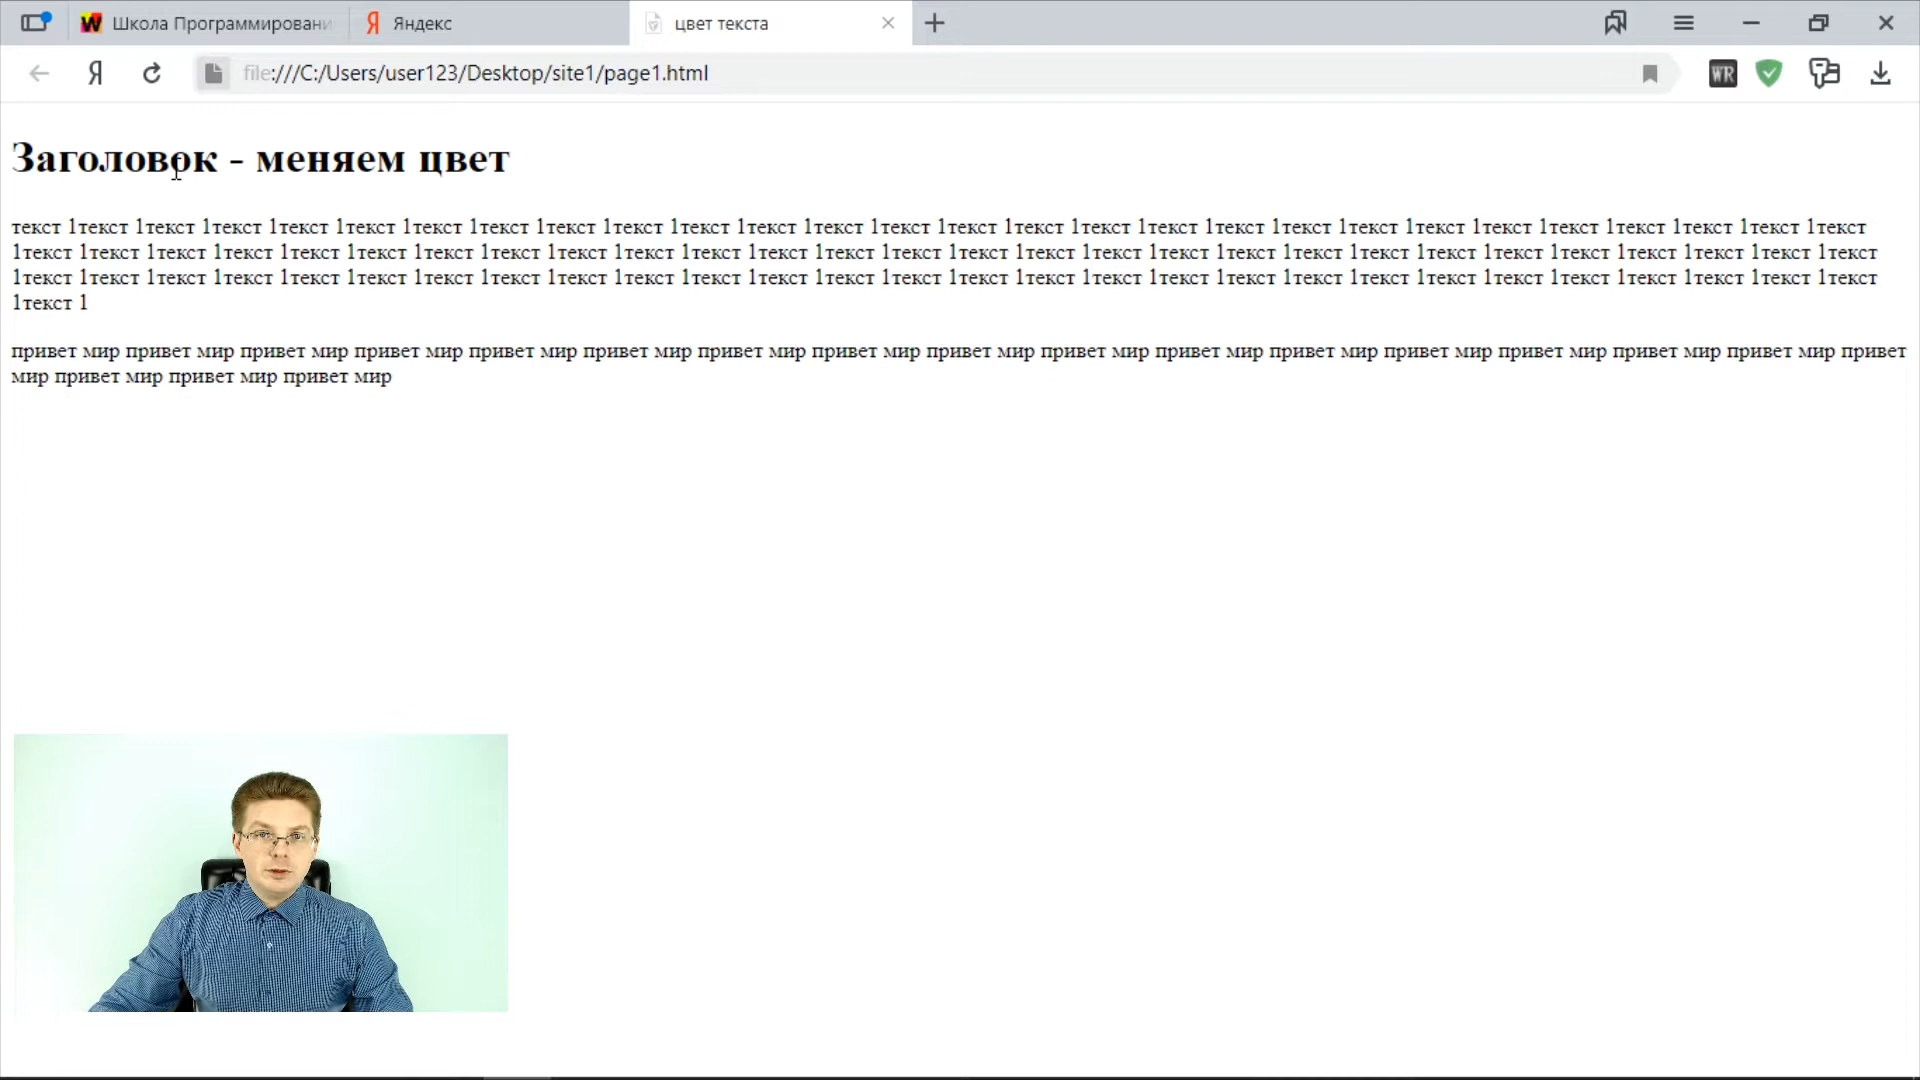 Школа Программировани
Яндекс
цвет текста
Я
file:///C:/Users/user123/Desktop/site1/page1.html
WR
Заголовок - меняем цвет
текст 1текст 1текст 1текст 1текст 1текст 1текст 1текст 1текст 1текст 1текст 1текст 1текст 1текст 1текст 1текст 1текст 1текст 1текст 1текст 1текст 1текст 1текст 1текст 1текст 1текст 1текст 1текст
1текст 1текст 1текст 1текст 1текст 1текст 1текст 1текст 1текст 1текст 1текст 1текст 1текст 1текст 1текст 1текст 1текст 1текст 1текст 1текст 1текст 1текст 1текст 1текст 1текст 1текст 1текст 1текст
1текст 1текст 1текст 1текст 1текст 1текст 1текст 1текст 1текст 1текст 1текст 1текст 1текст 1текст 1текст 1текст 1текст 1текст 1текст 1текст 1текст 1текст 1текст 1текст 1текст 1текст 1текст 1текст
1текст 1
привет мир привет мир привет мир привет мир привет мир привет мир привет мир привет мир привет мир привет мир привет мир привет мир привет мир привет мир привет мир привет мир привет
мир привет мир привет мир привет мир